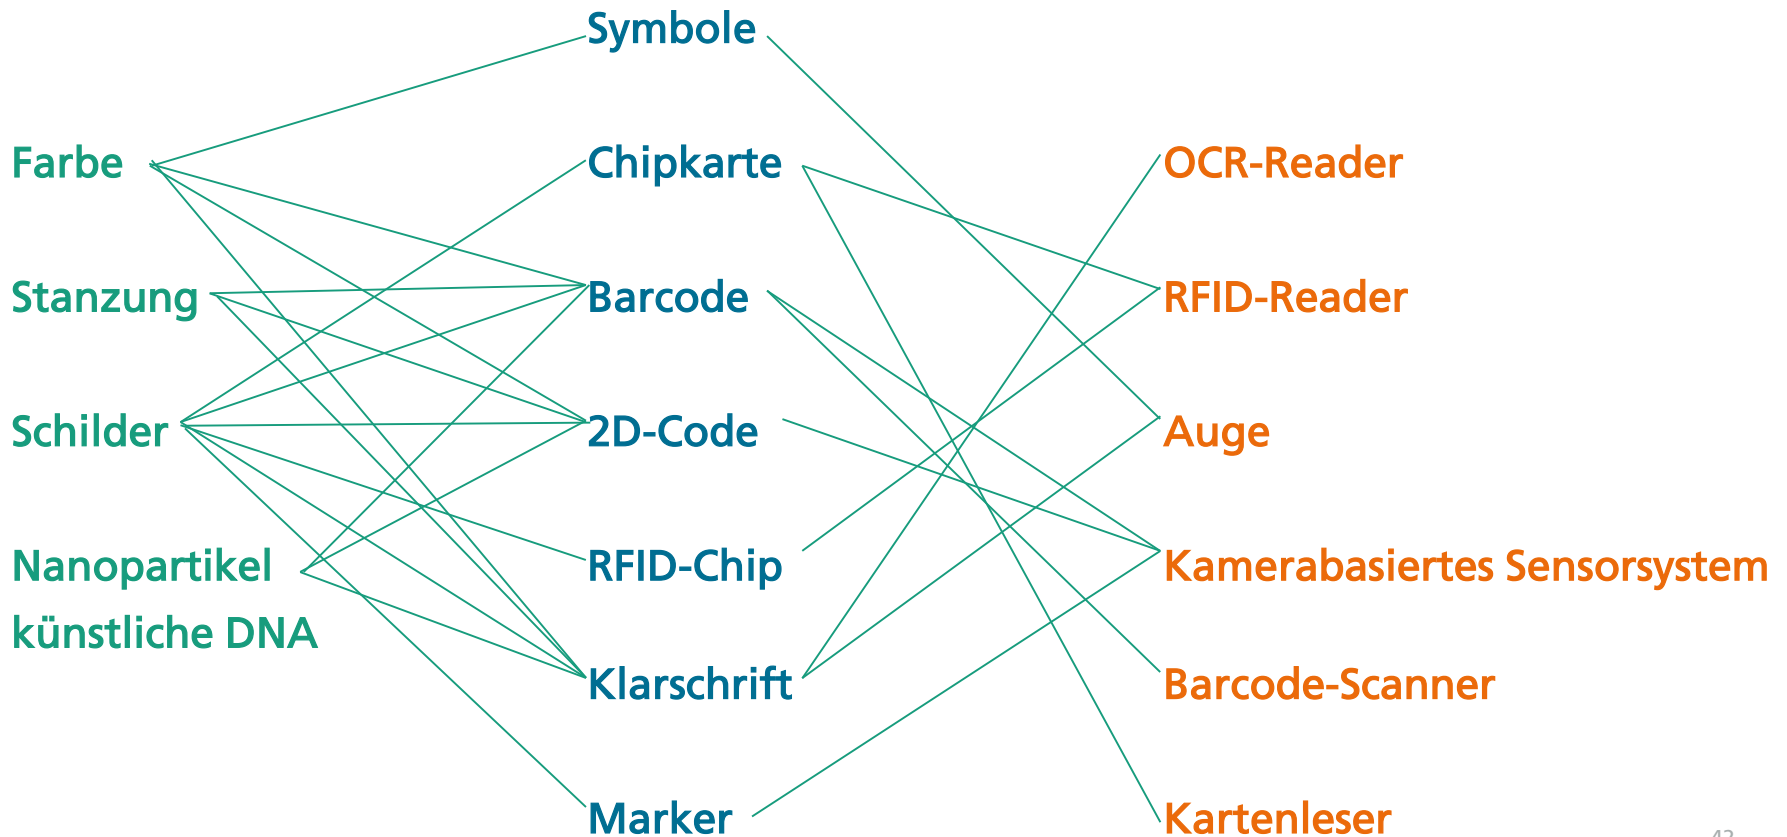 Symbole
Farbe
Chipkarte
OCR-Reader
Stanzung
Barcode
RFID-Reader
Schilder
2D-Code
Auge
Nanopartikel
RFID-Chip
Kamerabasiertes Sensorsystem
künstliche DNA
Klarschrift
Barcode-Scanner
Marker
Kartenleser